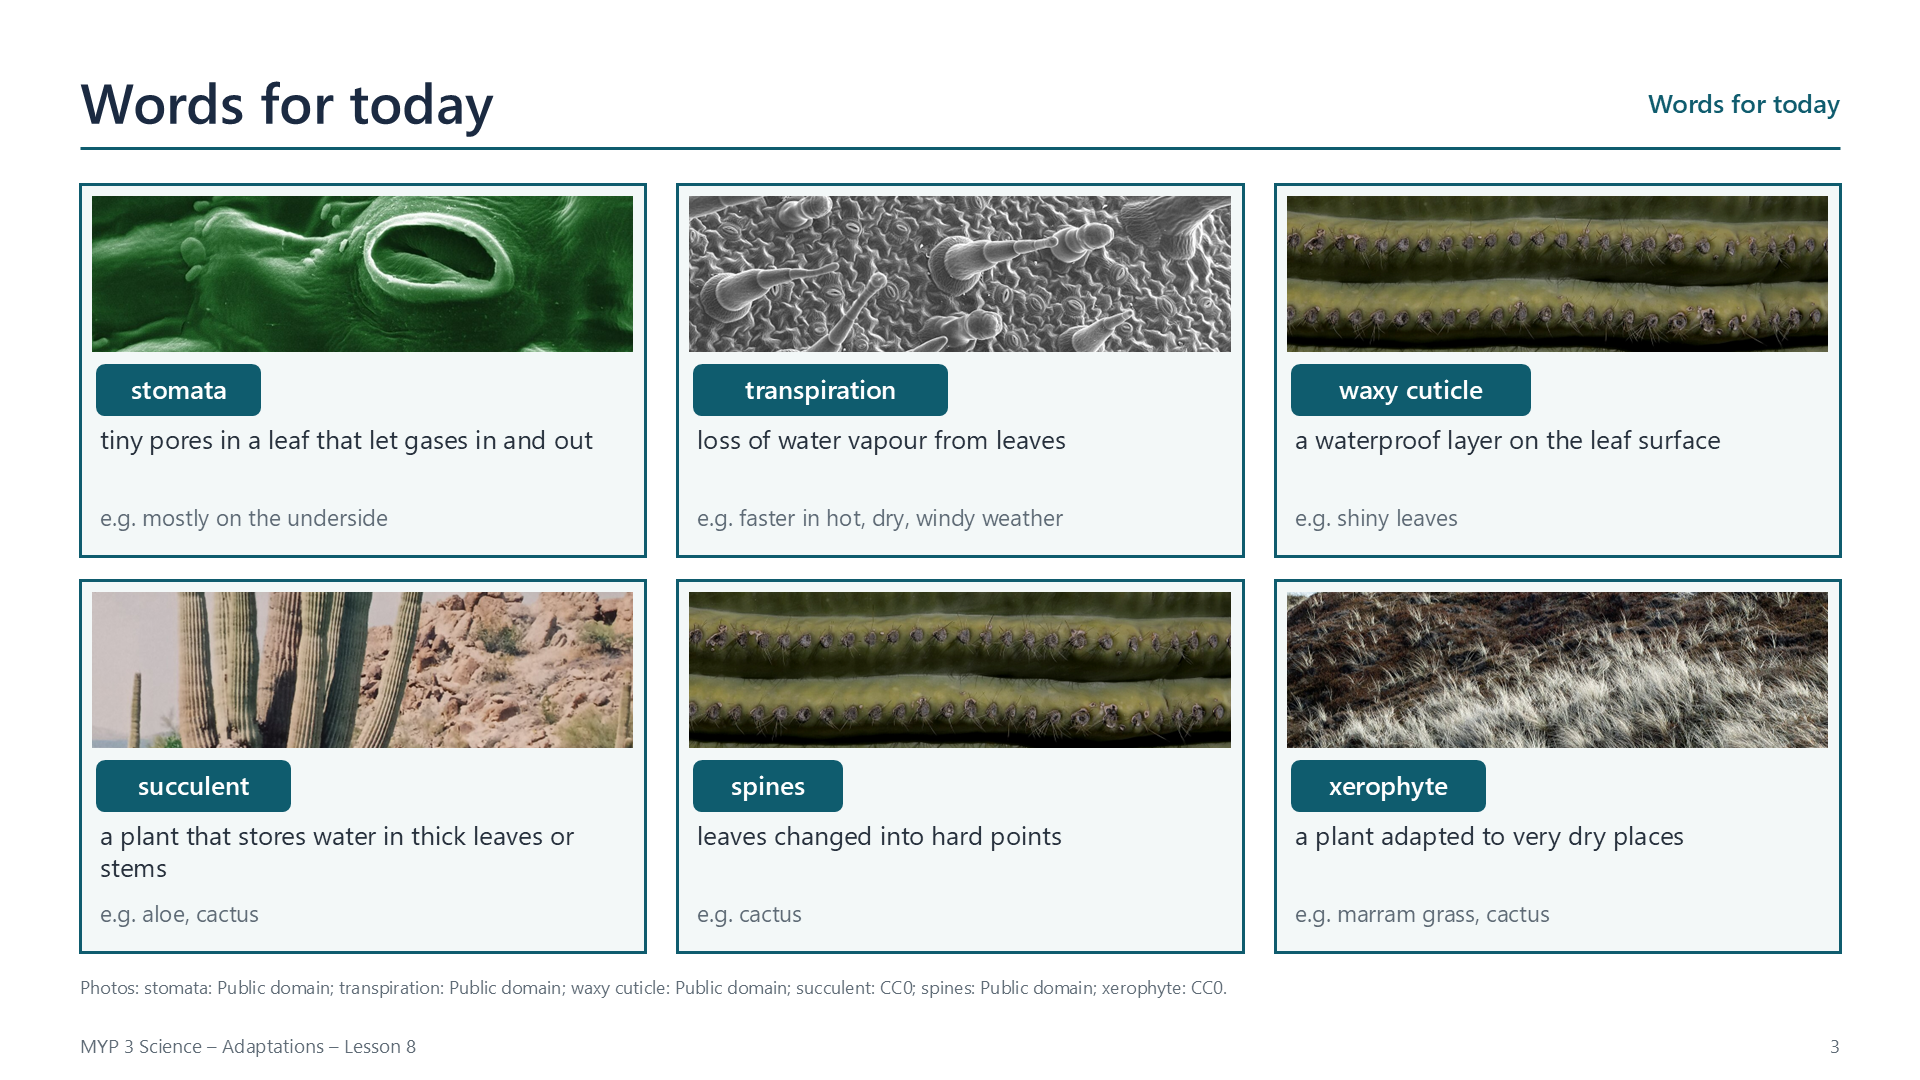 Words for today
Words for today
stomata
tiny pores in a leaf that let gases in and out
e.g. mostly on the underside
transpiration
loss of water vapour from leaves
e.g. faster in hot, dry, windy weather
waxy cuticle
a waterproof layer on the leaf surface
e.g. shiny leaves
succulent
a plant that stores water in thick leaves or
stems
e.g. aloe, cactus
spines
leaves changed into hard points
e.g. cactus
xerophyte
a plant adapted to very dry places
e.g. marram grass, cactus
Photos: stomata: Public domain; transpiration: Public domain; waxy cuticle: Public domain; succulent: CC0; spines: Public domain; xerophyte: CC0.
MYP 3 Science – Adaptations – Lesson 8
3